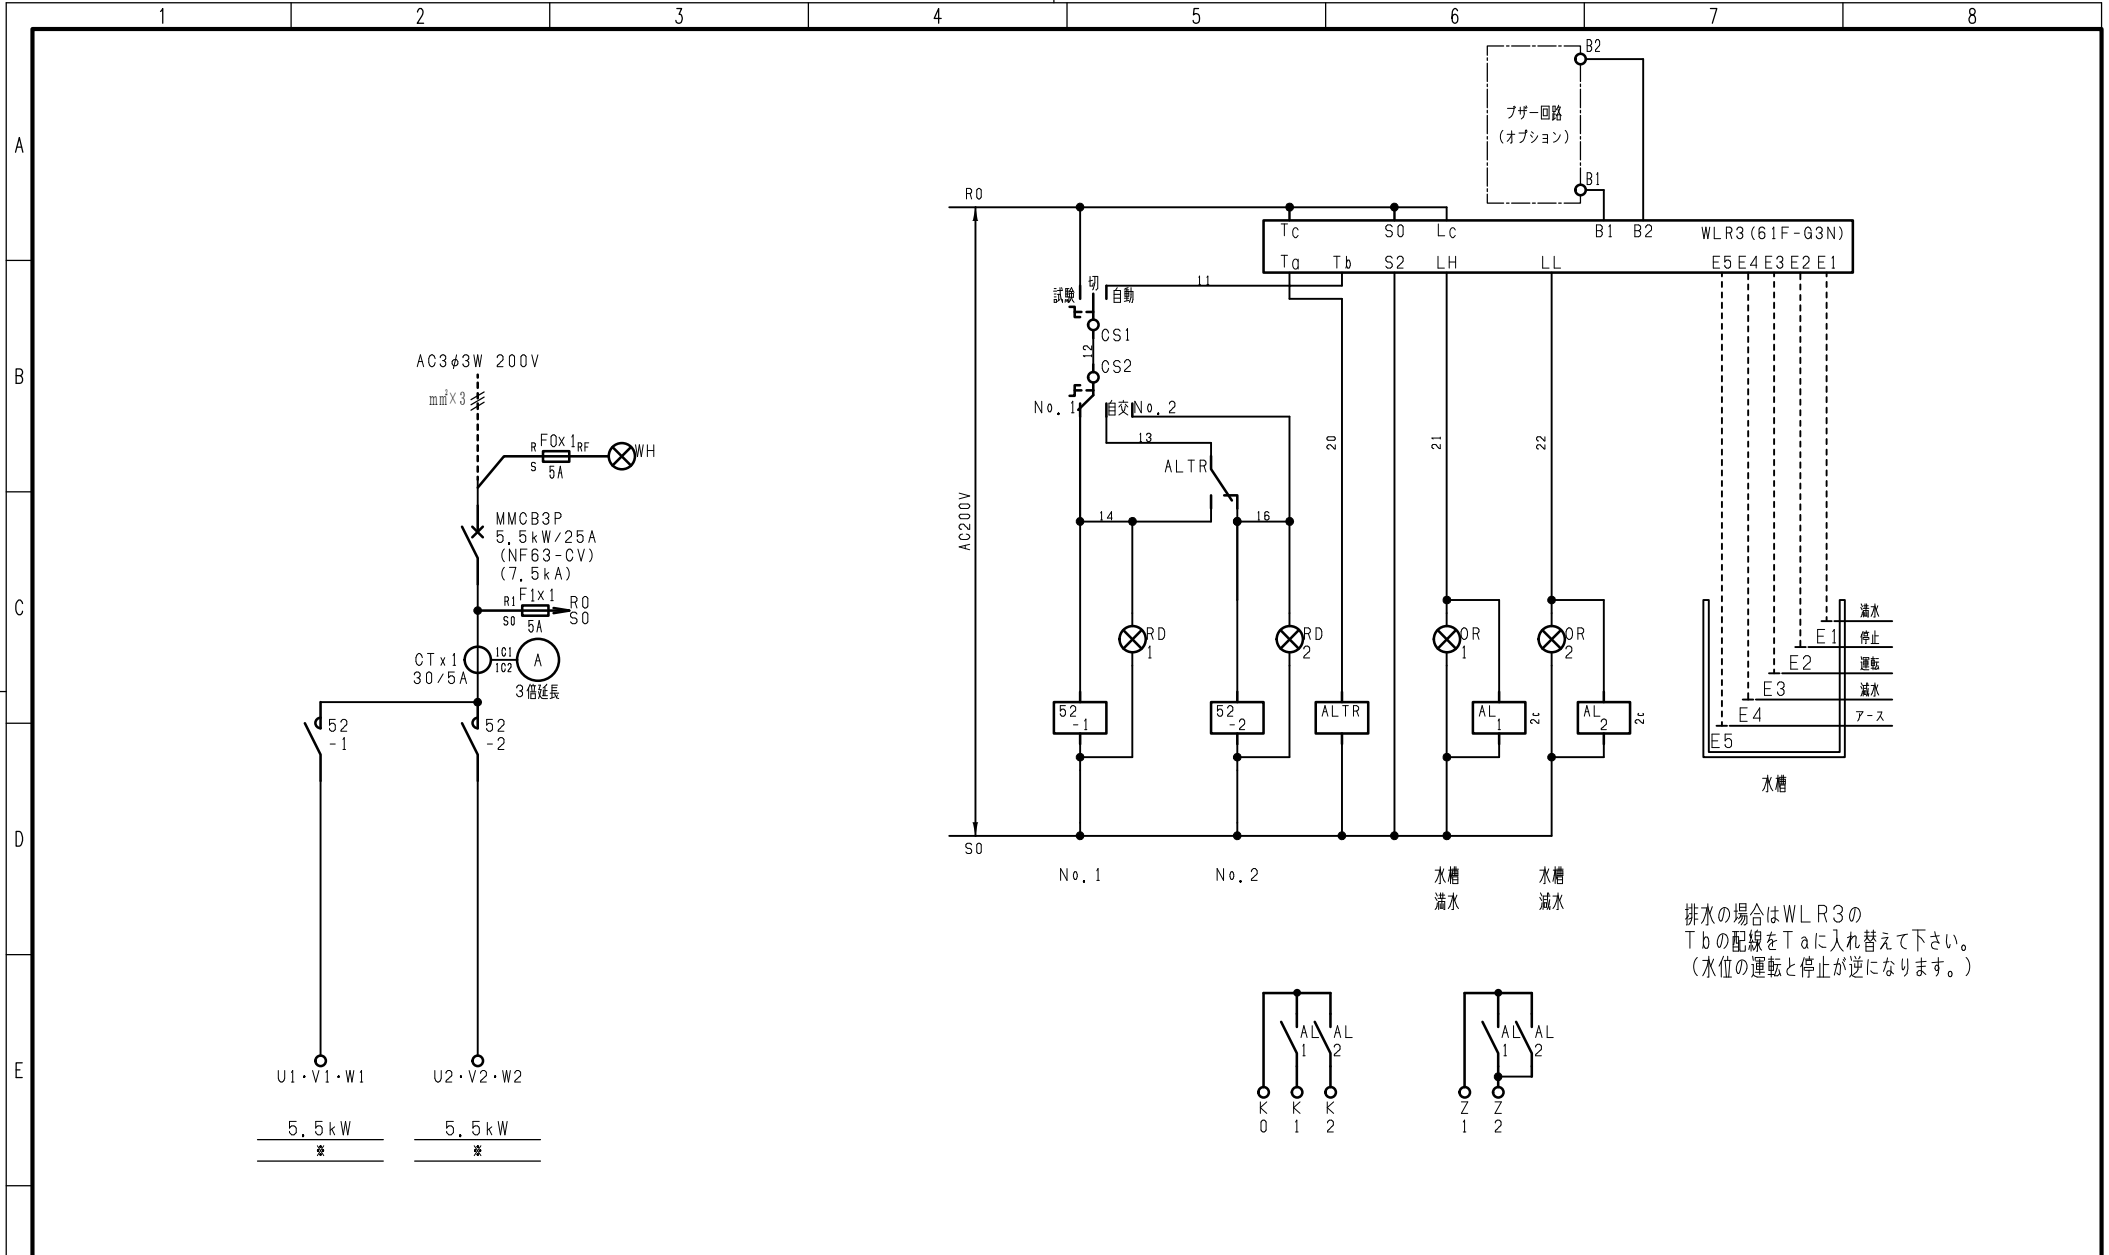 1 2 3 4 5 6 7 8
A
B
C
D
E
AC3φ3W 200V
mm²×3
R F0x1 RF
S 5A
WH
MMCB3P
5.5kW/25A
(NF63-CV)
(7.5kA)
R1 F1x1 R0
S0 5A S0
CTx1
30/5A
1C1
1C2
A
3倍延長
52
-1
52
-2
U1・V1・W1
U2・V2・W2
5.5kW
※
5.5kW
※
B2
ブザー回路
(オプション)
B1
R0
Tc S0 Lc B1 B2 WLR3(61F-G3N)
Ta Tb S2 LH LL E5 E4 E3 E2 E1
11
試験 切 自動
CS1
12
CS2
No.1 自交 No.2
13
ALTR
20
21
22
14
16
AC200V
RD
1
RD
2
OR
1
OR
2
52
-1
52
-2
ALTR
AL
1
2c
AL
2
2c
満水
E1 停止
E2 運転
E3 減水
E4 アース
E5
水槽
S0
No.1
No.2
水槽
満水
水槽
減水
排水の場合はWLR3の
Tbの配線をTaに入れ替えて下さい。
(水位の運転と停止が逆になります。)
AL
1
AL
2
K
0
K
1
K
2
AL
1
AL
2
Z
1
Z
2